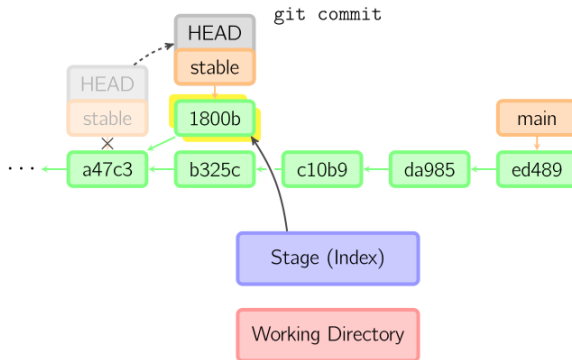 git commit
HEAD
stable
HEAD
stable
1800b
main
··· a47c3 b325c c10b9 da985 ed489
Stage (Index)
Working Directory